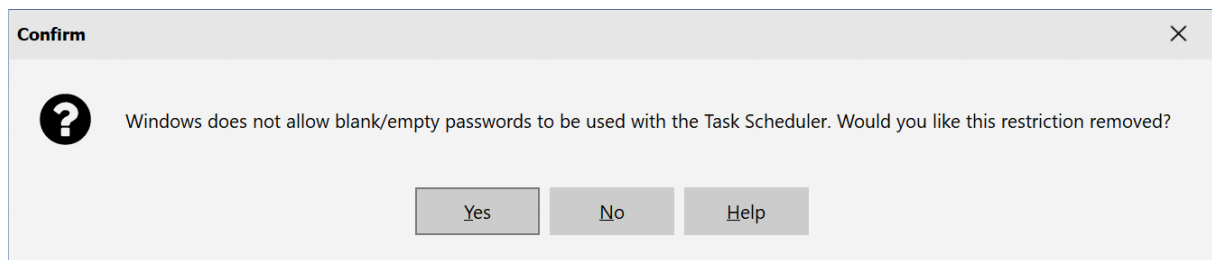 Confirm
Windows does not allow blank/empty passwords to be used with the Task Scheduler. Would you like this restriction removed?
Yes No Help